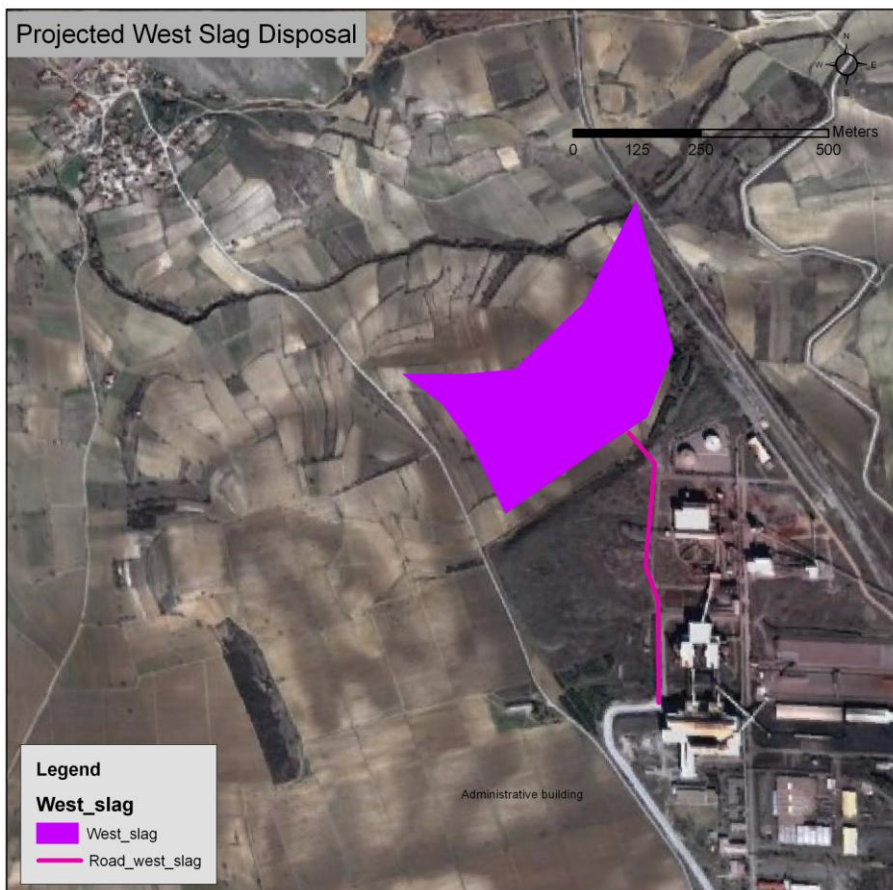 Projected West Slag Disposal
N
W E
S
Meters
0 125 250 500
Administrative building
Legend
West_slag
West_slag
Road_west_slag